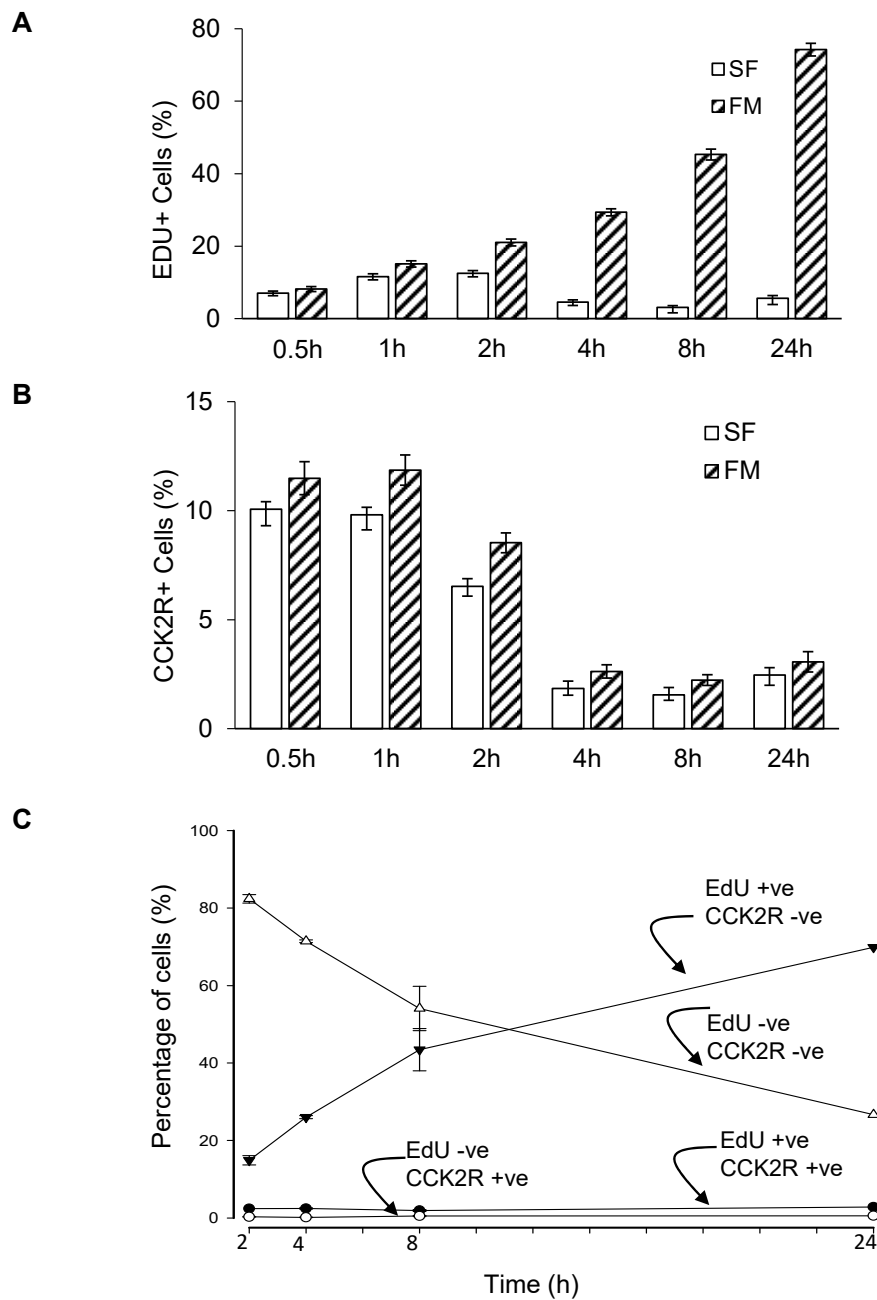 A
EDU+ Cells (%)
80
60
40
20
0
SF
FM
0.5h 1h 2h 4h 8h 24h
B
CCK2R+ Cells (%)
15
10
5
0
SF
FM
0.5h 1h 2h 4h 8h 24h
C
Percentage of cells (%)
100
80
60
40
20
0
EdU +ve
CCK2R -ve
EdU -ve
CCK2R -ve
EdU -ve
CCK2R +ve
EdU +ve
CCK2R +ve
2 4 8 24
Time (h)